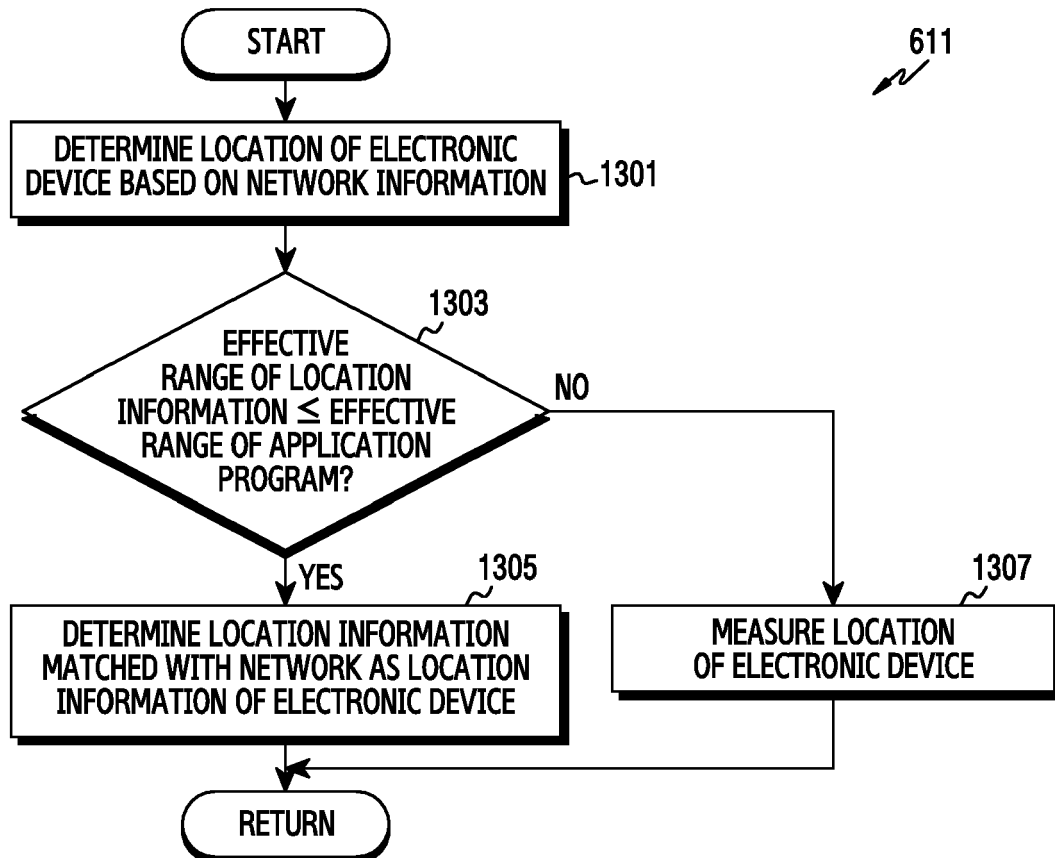 START
611
DETERMINE LOCATION OF ELECTRONIC
DEVICE BASED ON NETWORK INFORMATION
1301
1303
EFFECTIVE
RANGE OF LOCATION
INFORMATION ≤ EFFECTIVE
RANGE OF APPLICATION
PROGRAM?
NO
YES
1305
DETERMINE LOCATION INFORMATION
MATCHED WITH NETWORK AS LOCATION
INFORMATION OF ELECTRONIC DEVICE
1307
MEASURE LOCATION
OF ELECTRONIC DEVICE
RETURN